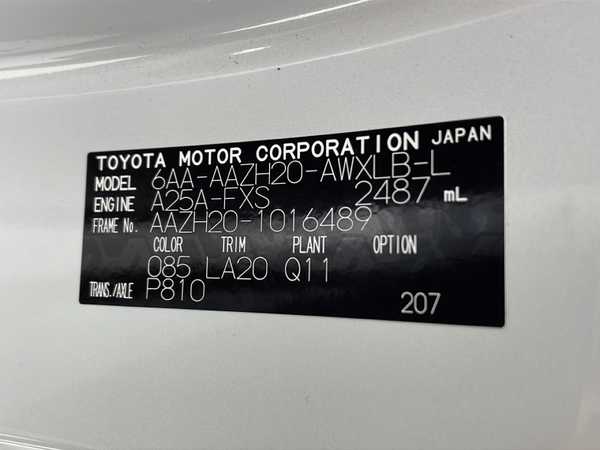 TOYOTA MOTOR CORPORATION JAPAN
MODEL 6AA-AAZH20-AWXLB-L
ENGINE A25A-FXS 2487 mL
FRAME No. AAZH20-1016489
COLOR TRIM PLANT OPTION
085 LA20 Q11
TRANS./AXLE P810
207